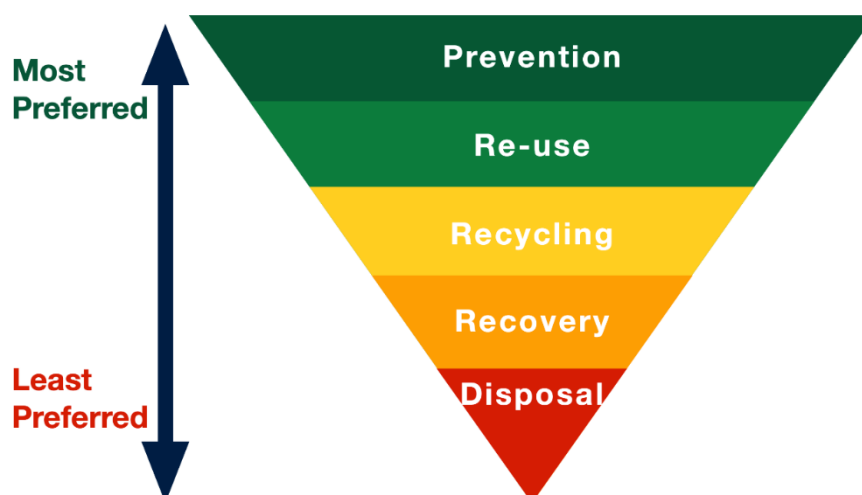 Most
Preferred
Prevention
Re-use
Recycling
Recovery
Disposal
Least
Preferred